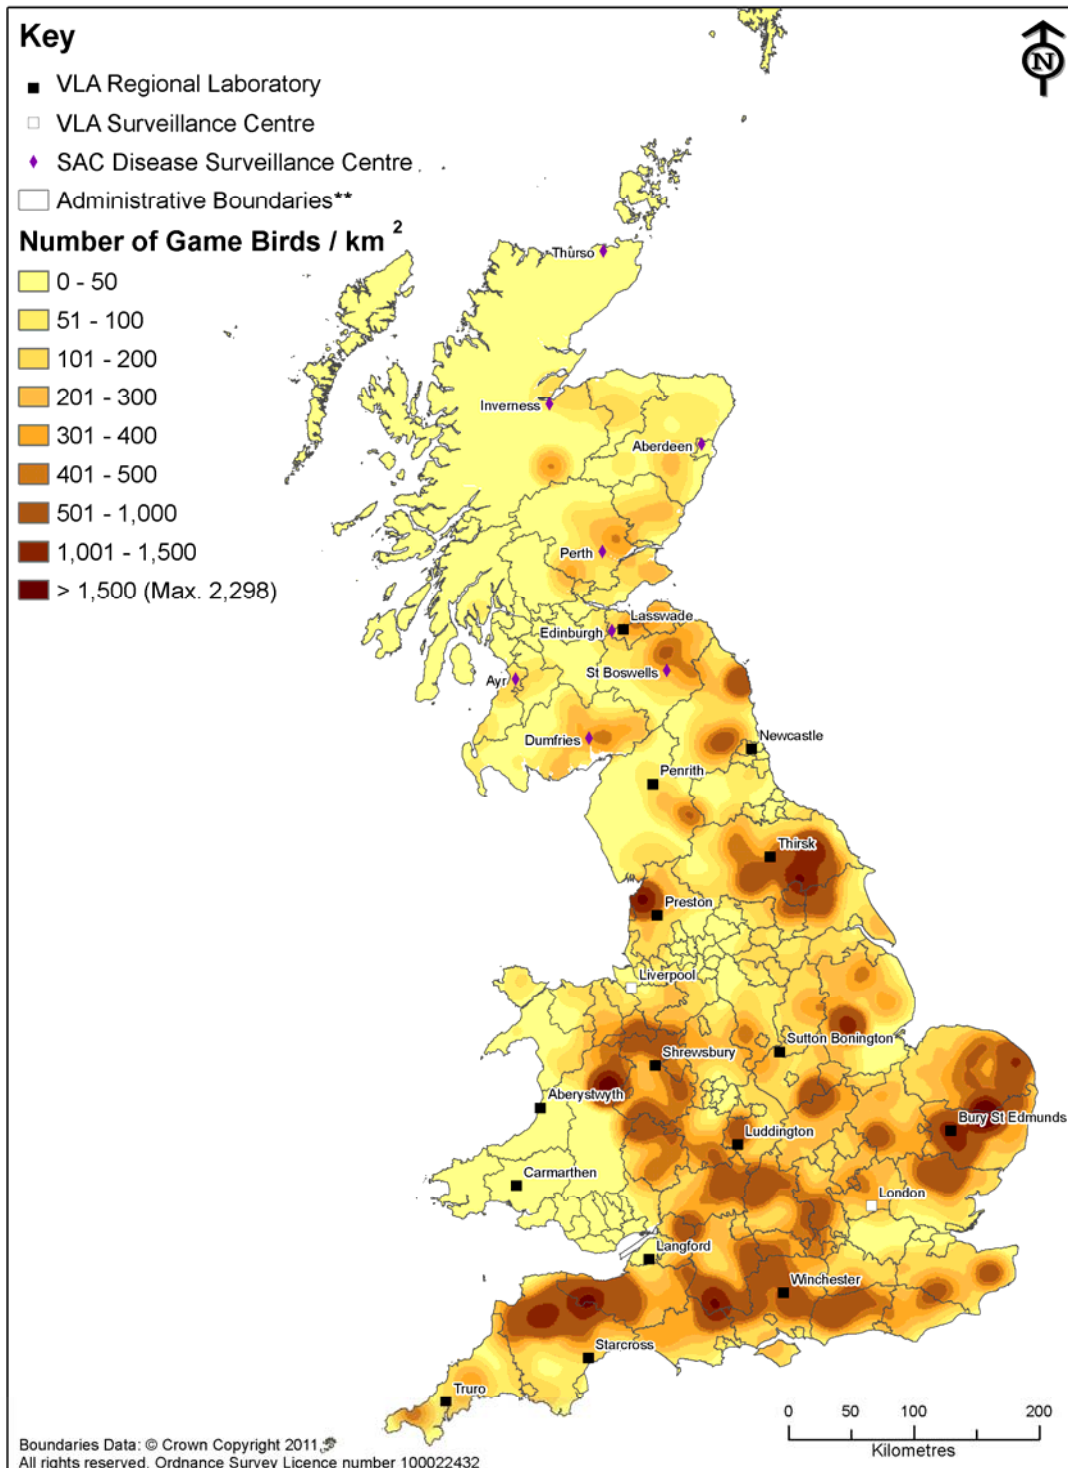 Key
VLA Regional Laboratory
VLA Surveillance Centre
SAC Disease Surveillance Centre
Administrative Boundaries**
Number of Game Birds / km 2
0 - 50
51 - 100
101 - 200
201 - 300
301 - 400
401 - 500
501 - 1,000
1,001 - 1,500
> 1,500 (Max. 2,298)
N
Thurso
Inverness
Aberdeen
Perth
Lasswade
Edinburgh
St Boswells
Ayr
Dumfries
Newcastle
Penrith
Thirsk
Preston
Liverpool
Sutton Bonington
Shrewsbury
Aberystwyth
Bury St Edmunds
Luddington
Carmarthen
London
Langford
Winchester
Starcross
Truro
0 50 100 200
Kilometres
Boundaries Data: © Crown Copyright 2011.
All rights reserved. Ordnance Survey Licence number 100022432